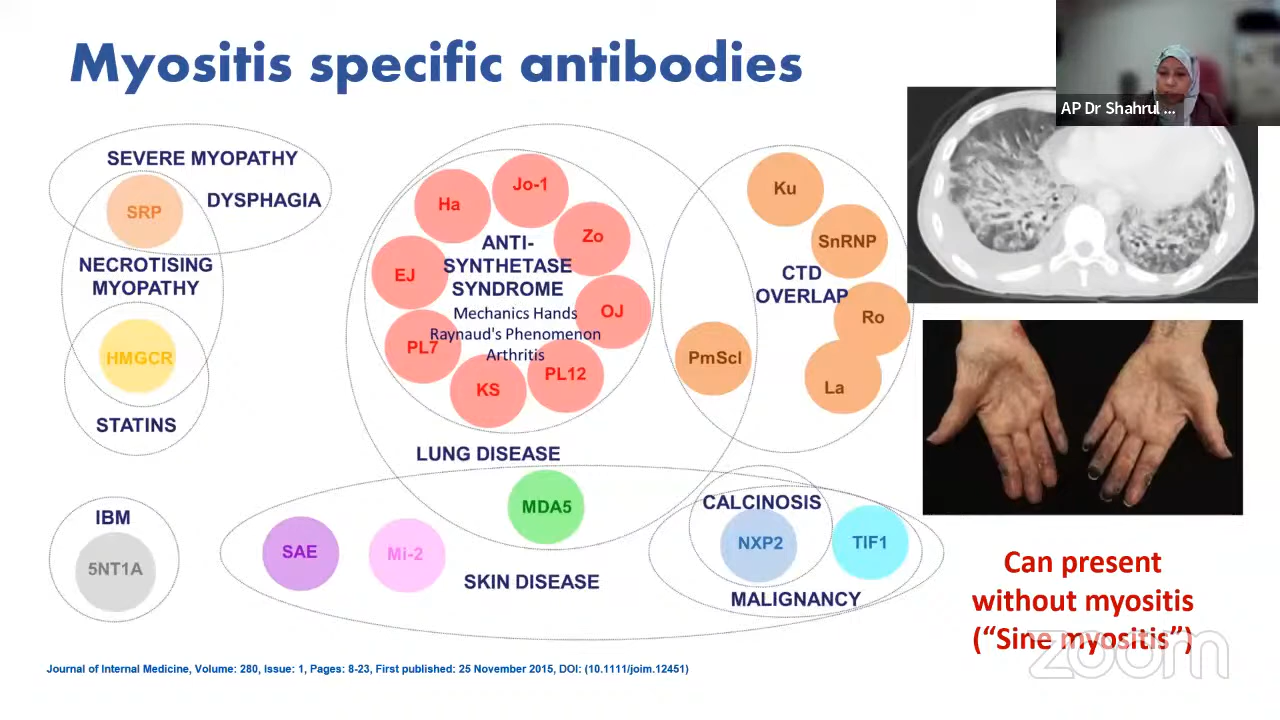 Myositis specific antibodies
AP Dr Shahrul ...
SEVERE MYOPATHY
SRP
DYSPHAGIA
NECROTISING
MYOPATHY
HMGCR
STATINS
IBM
5NT1A
Jo-1
Ha
Zo
EJ
ANTI-
SYNTHETASE
SYNDROME
OJ
Mechanics Hands
Raynaud's Phenomenon
Arthritis
PL7
PL12
KS
LUNG DISEASE
Ku
SnRNP
CTD
OVERLAP
Ro
PmScl
La
MDA5
SAE
Mi-2
SKIN DISEASE
CALCINOSIS
NXP2
TIF1
MALIGNANCY
Can present
without myositis
(“Sine myositis”)
zoom
Journal of Internal Medicine, Volume: 280, Issue: 1, Pages: 8-23, First published: 25 November 2015, DOI: (10.1111/joim.12451)